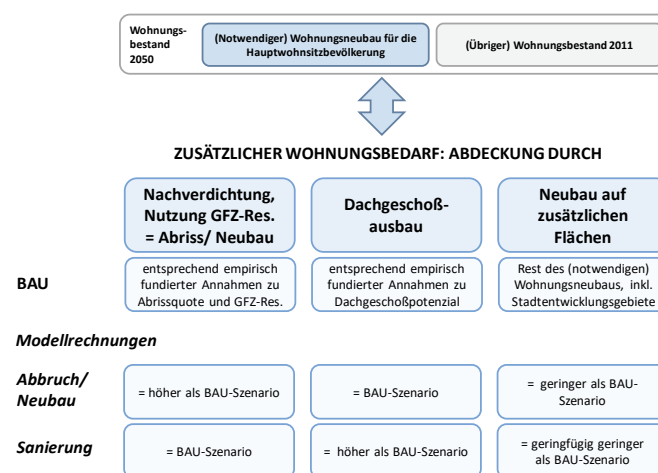 Wohnungs-
bestand
2050
(Notwendiger) Wohnungsneubau für die
Hauptwohnsitzbevölkerung
(Übriger) Wohnungsbestand 2011
ZUSÄTZLICHER WOHNUNGSBEDARF: ABDECKUNG DURCH
Nachverdichtung,
Nutzung GFZ-Res.
= Abriss/ Neubau
Dachgeschoß-
ausbau
Neubau auf
zusätzlichen
Flächen
BAU
entsprechend empirisch
fundierter Annahmen zu
Abrissquote und GFZ-Res.
entsprechend empirisch
fundierter Annahmen zu
Dachgeschoßpotenzial
Rest des (notwendigen)
Wohnungsneubaus, inkl.
Stadtentwicklungsgebiete
Modellrechnungen
Abbruch/
Neubau
= höher als BAU-Szenario
= BAU-Szenario
= geringer als BAU-
Szenario
Sanierung
= BAU-Szenario
= höher als BAU-Szenario
= geringfügig geringer
als BAU-Szenario